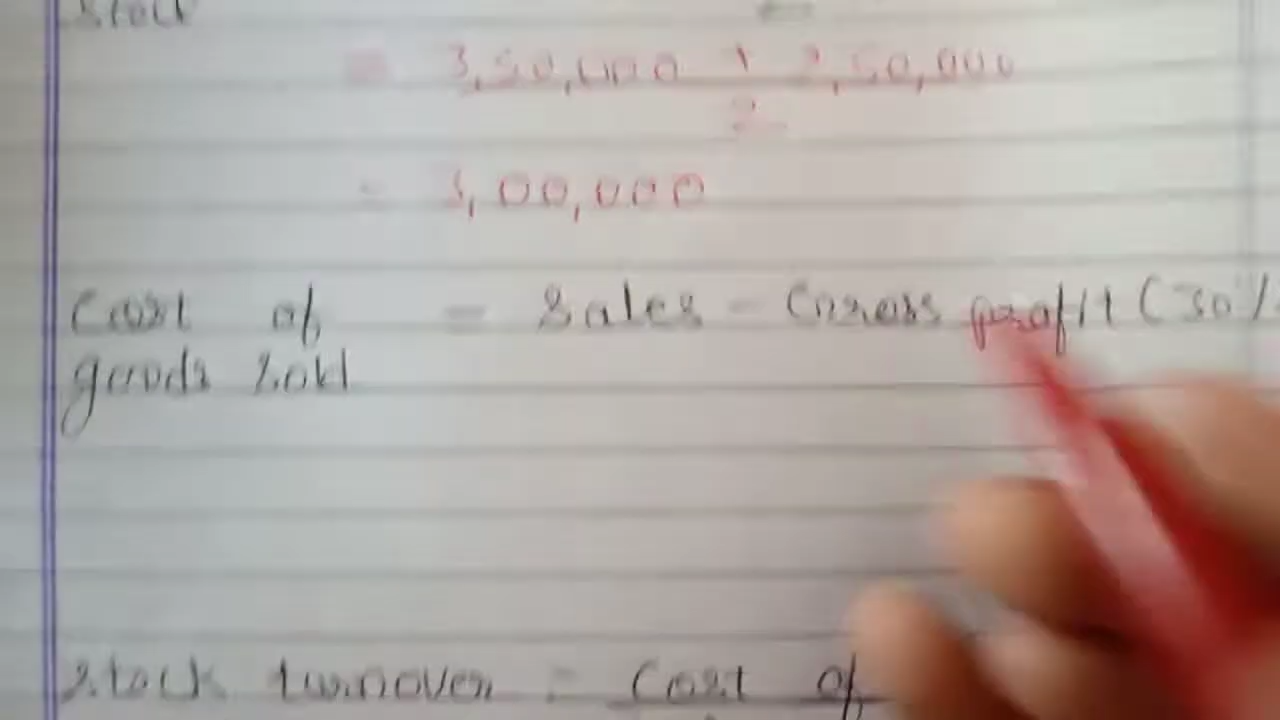 Stock
= 3,50,000 + 2,50,000
2
= 3,00,000
Cost of = Sales - Gross profit (30%
goods sold
Stock turnover = Cost of